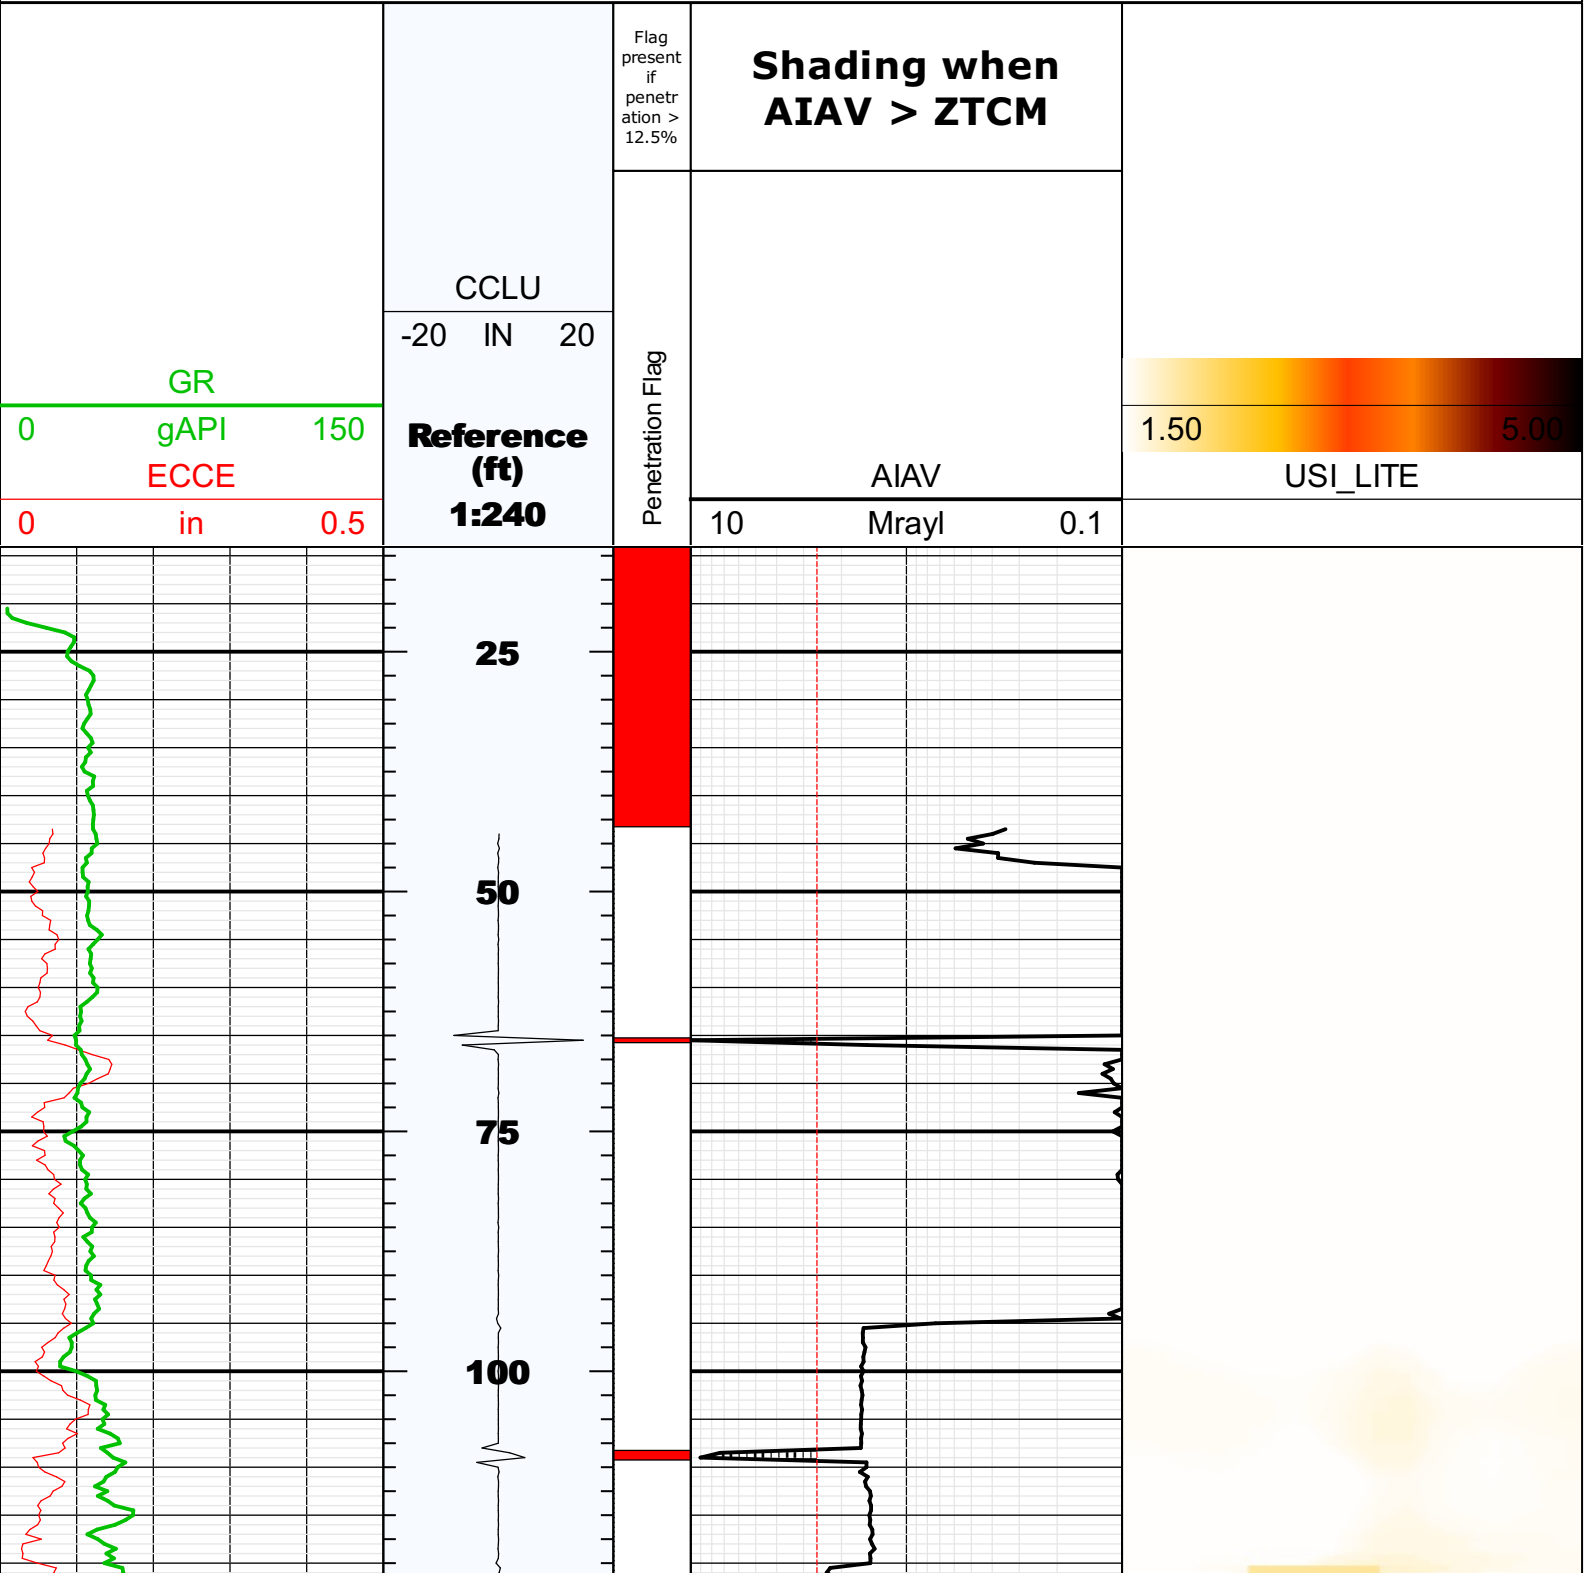 Flag
present
if
penetr
ation >
12.5%
Shading when
AIAV > ZTCM
CCLU
-20 IN 20
GR
0 gAPI 150
ECCE
0 in 0.5
Reference
(ft)
1:240
Penetration Flag
AIAV
10 Mrayl 0.1
1.50 5.00
USI_LITE
25
50
75
100